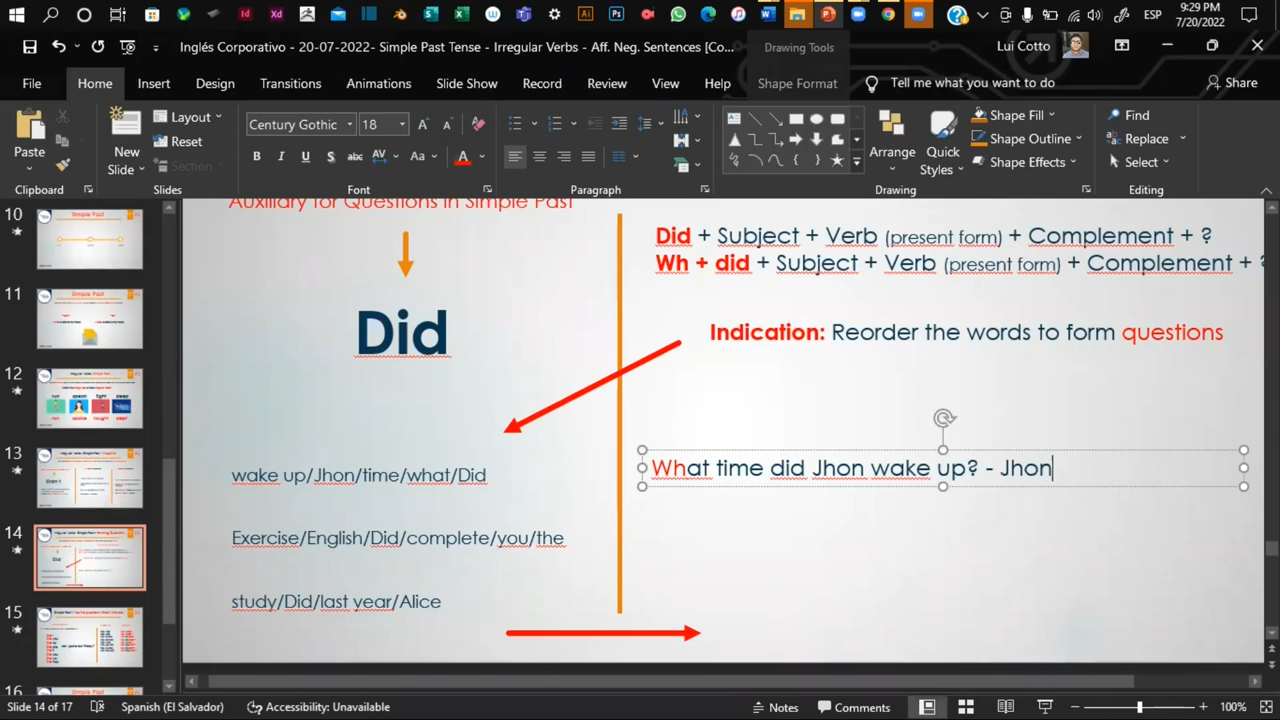 ESP
9:29 PM
7/20/2022
Inglés Corporativo - 20-07-2022- Simple Past Tense - Irregular Verbs - Aff. Neg. Sentences [Co...
Drawing Tools
Lui Cotto
File
Home
Insert
Design
Transitions
Animations
Slide Show
Record
Review
View
Help
Shape Format
Tell me what you want to do
Share
Paste
New
Slide
Layout
Reset
Section
Century Gothic
18
Arrange
Quick
Styles
Shape Fill
Shape Outline
Shape Effects
Find
Replace
Select
Clipboard
Slides
Font
Paragraph
Drawing
Editing
10
Simple Past
11
Simple Past
12
13
14
15
16
Simple Past
Auxiliary for Questions in Simple Past
Did
Did + Subject + Verb (present form) + Complement + ?
Wh + did + Subject + Verb (present form) + Complement + ?
Indication: Reorder the words to form questions
wake up/Jhon/time/what/Did
What time did Jhon wake up? - Jhon
Exercise/English/Did/complete/you/the
study/Did/last year/Alice
Slide 14 of 17
Spanish (El Salvador)
Accessibility: Unavailable
Notes
Comments
100%